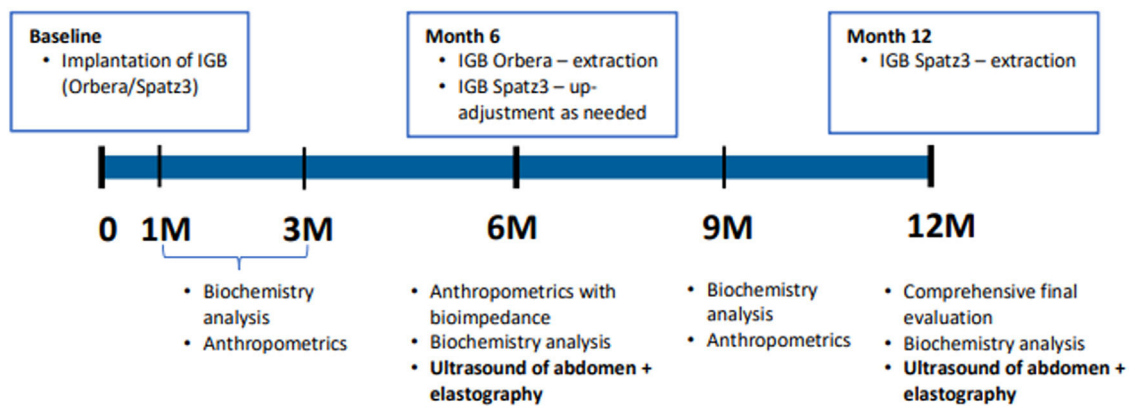 Baseline
• Implantation of IGB
(Orbera/Spatz3)
Month 6
• IGB Orbera – extraction
• IGB Spatz3 – up-
adjustment as needed
Month 12
• IGB Spatz3 – extraction
0 1M 3M 6M 9M 12M
• Biochemistry
analysis
• Anthropometrics
• Anthropometrics with
bioimpedance
• Biochemistry analysis
• Ultrasound of abdomen +
elastography
• Biochemistry
analysis
• Anthropometrics
• Comprehensive final
evaluation
• Biochemistry analysis
• Ultrasound of abdomen +
elastography